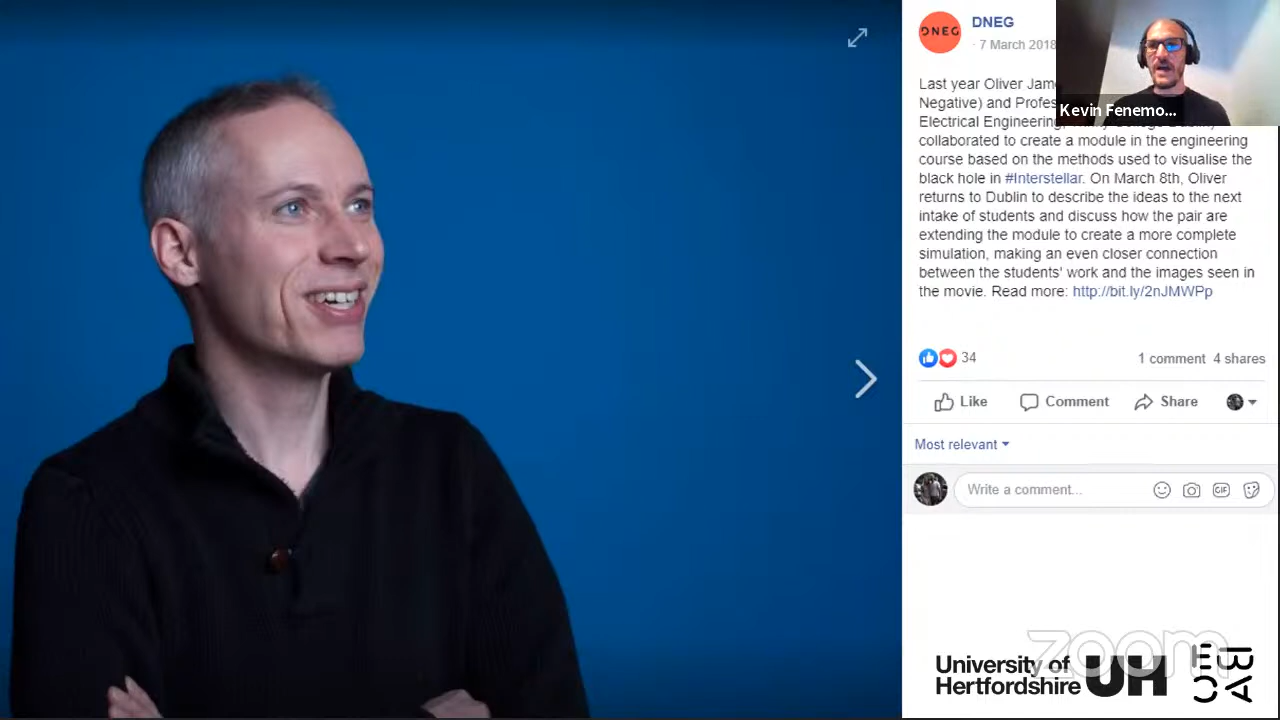 DNEG
DNEG
· 7 March 2018
Last year Oliver Jam
Negative) and Profes
Electrical Engineering,
collaborated to create a module in the engineering
course based on the methods used to visualise the
black hole in #Interstellar. On March 8th, Oliver
returns to Dublin to describe the ideas to the next
intake of students and discuss how the pair are
extending the module to create a more complete
simulation, making an even closer connection
between the students' work and the images seen in
the movie. Read more: http://bit.ly/2nJMWPp
Kevin Fenemo...
34
1 comment 4 shares
Like
Comment
Share
Most relevant
Write a comment...
GIF
zoom
University of
Hertfordshire
UH